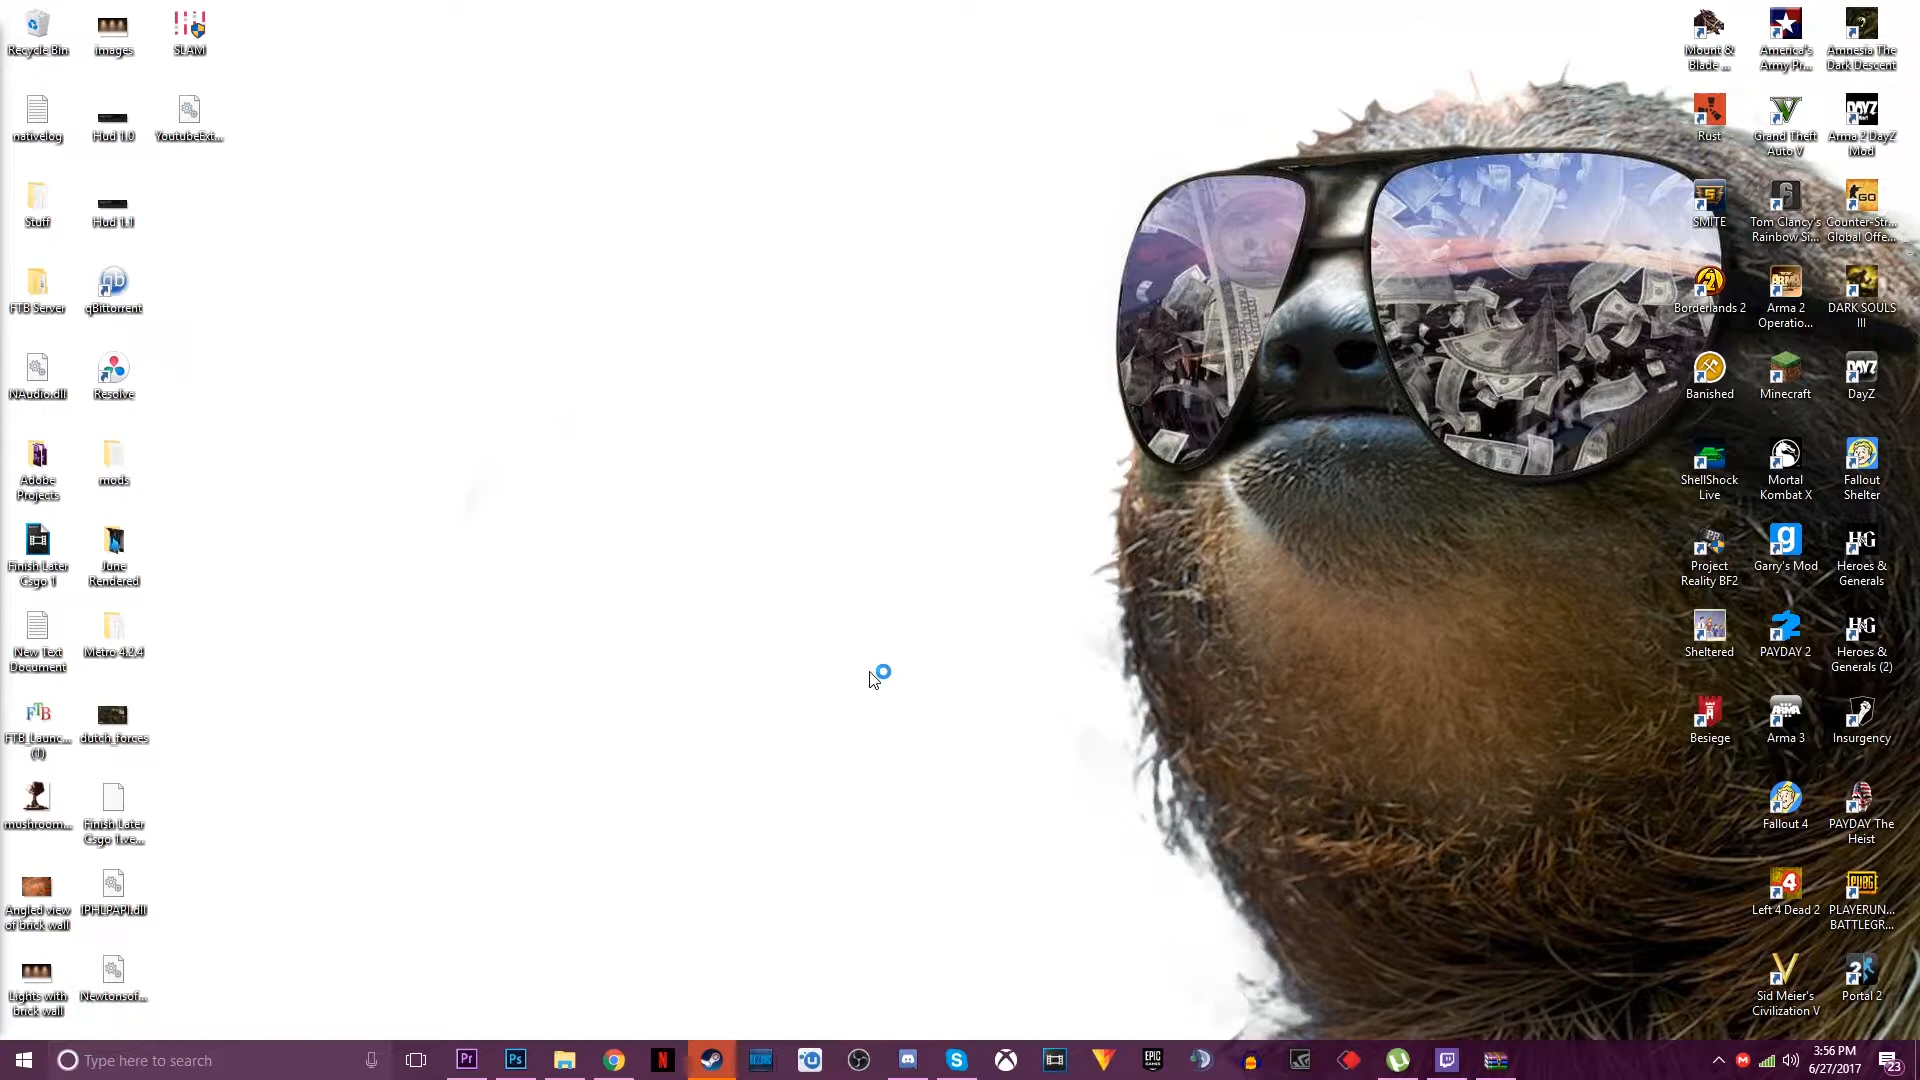 Recycle Bin
images
SLAM
nativelog
Hud 1.0
YoutubeExt...
Stuff
Hud 1.1
FTB Server
qBittorrent
NAudio.dll
Resolve
Adobe
Projects
mods
Finish Later
Csgo 1
June
Rendered
New Text
Document
Metro 4.2.4
FTB_Launc...
(1)
dutch_forces
mushroom...
Finish Later
Csgo 1.ve...
Angled view
of brick wall
IPHLPAPI.dll
Lights with
brick wall
Newtonsof...
Mount &
Blade ...
America's
Army Pr...
Amnesia The
Dark Descent
Rust
Grand Theft
Auto V
Arma 2 DayZ
Mod
SMITE
Tom Clancy's
Rainbow Si...
Counter-Str...
Global Offe...
Borderlands 2
Arma 2
Operatio...
DARK SOULS
III
Banished
Minecraft
DayZ
ShellShock
Live
Mortal
Kombat X
Fallout
Shelter
Project
Reality BF2
Garry's Mod
Heroes &
Generals
Sheltered
PAYDAY 2
Heroes &
Generals (2)
Besiege
Arma 3
Insurgency
Fallout 4
PAYDAY The
Heist
Left 4 Dead 2
PLAYERUN...
BATTLEGR...
Sid Meier's
Civilization V
Portal 2
Type here to search
Pr
Ps
EPIC
GAMES
3:56 PM
6/27/2017
23